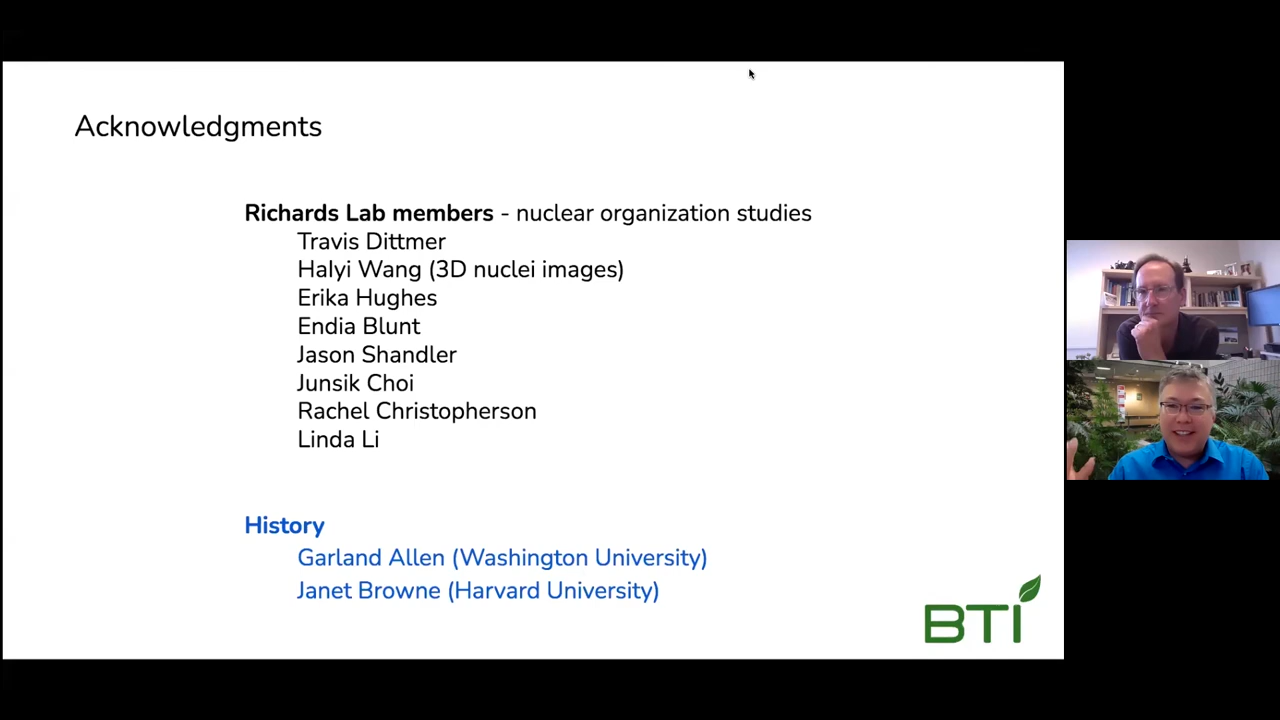 Acknowledgments
Richards Lab members - nuclear organization studies
Travis Dittmer
HaIyi Wang (3D nuclei images)
Erika Hughes
Endia Blunt
Jason Shandler
Junsik Choi
Rachel Christopherson
Linda Li
History
Garland Allen (Washington University)
Janet Browne (Harvard University)
BTI